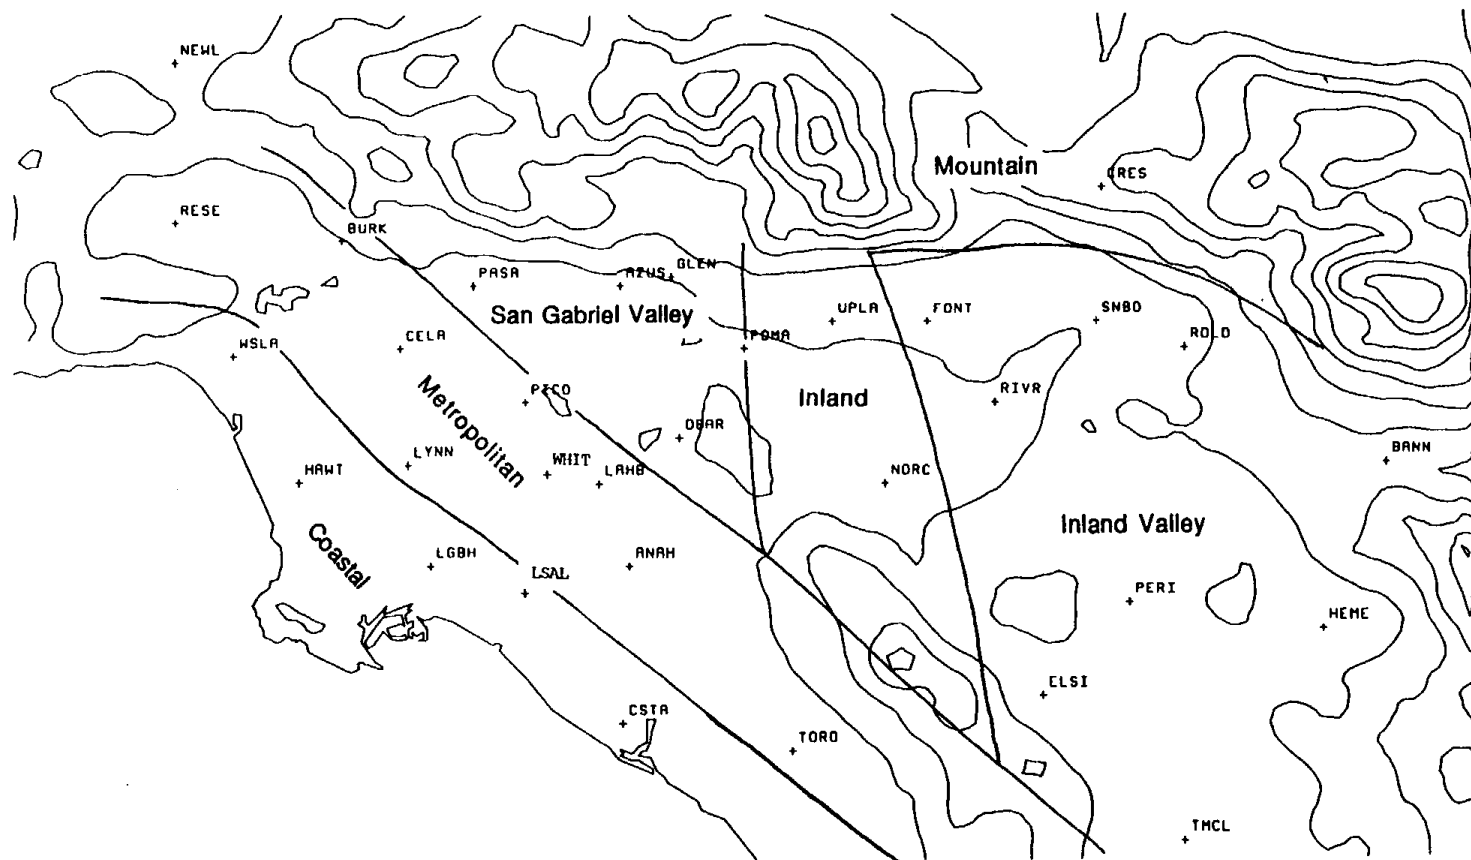 NEWL
Mountain
CRES
RESE
BURK
PASA
AZUS
GLEN
San Gabriel Valley
UPLA
FONT
SNBO
RDLD
WSLA
CELA
POMA
Metropolitan
PICO
Inland
RIVR
DBAR
HAWT
LYNN
WHIT
LAHB
NORC
BANN
Coastal
Inland Valley
LGBH
LSAL
ANAH
PERI
HEME
ELSI
CSTA
TORO
TMCL